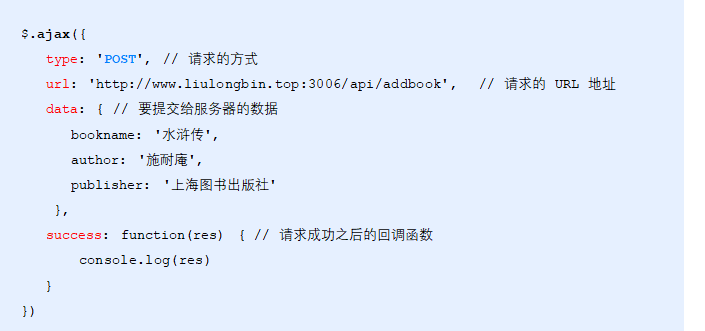 $.ajax({
type: 'POST', // 请求的方式
url: 'http://www.liulongbin.top:3006/api/addbook', // 请求的 URL 地址
data: { // 要提交给服务器的数据
bookname: '水浒传',
author: '施耐庵',
publisher: '上海图书出版社'
},
success: function(res) { // 请求成功之后的回调函数
console.log(res)
}
})